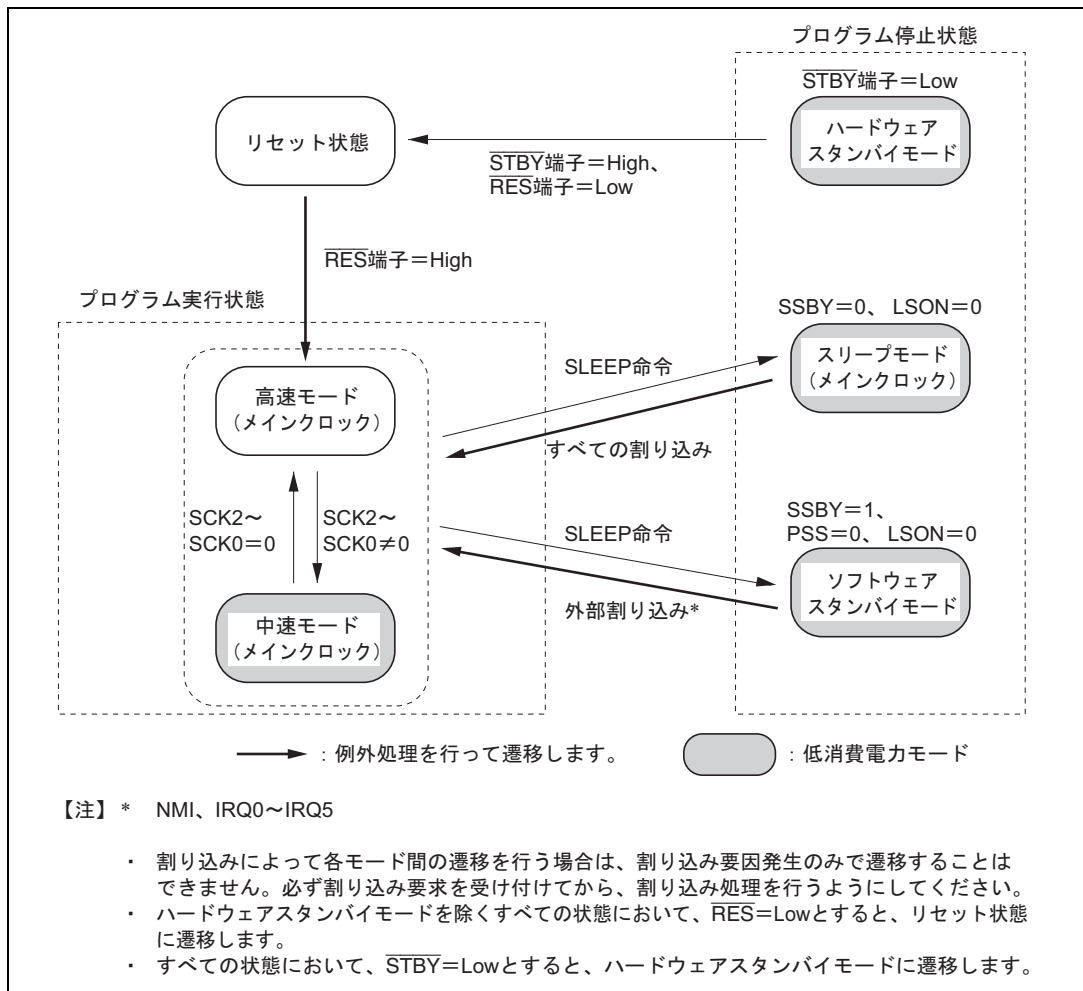 プログラム停止状態
STBY端子＝Low
ハードウェア
スタンバイモード
リセット状態
STBY端子＝High、
RES端子＝Low
RES端子＝High
プログラム実行状態
SSBY＝0、 LSON＝0
スリープモード
（メインクロック）
SLEEP命令
高速モード
（メインクロック）
すべての割り込み
SCK2～
SCK0＝0
SCK2～
SCK0≠0
SSBY＝1、
PSS＝0、 LSON＝0
SLEEP命令
ソフトウェア
スタンバイモード
外部割り込み*
中速モード
（メインクロック）
：例外処理を行って遷移します。
：低消費電力モード
【注】* NMI、IRQ0～IRQ5
・ 割り込みによって各モード間の遷移を行う場合は、割り込み要因発生のみで遷移することは
できません。必ず割り込み要求を受け付けてから、割り込み処理を行うようにしてください。
・ ハードウェアスタンバイモードを除くすべての状態において、RES＝Lowとすると、リセット状態
に遷移します。
・ すべての状態において、STBY＝Lowとすると、ハードウェアスタンバイモードに遷移します。